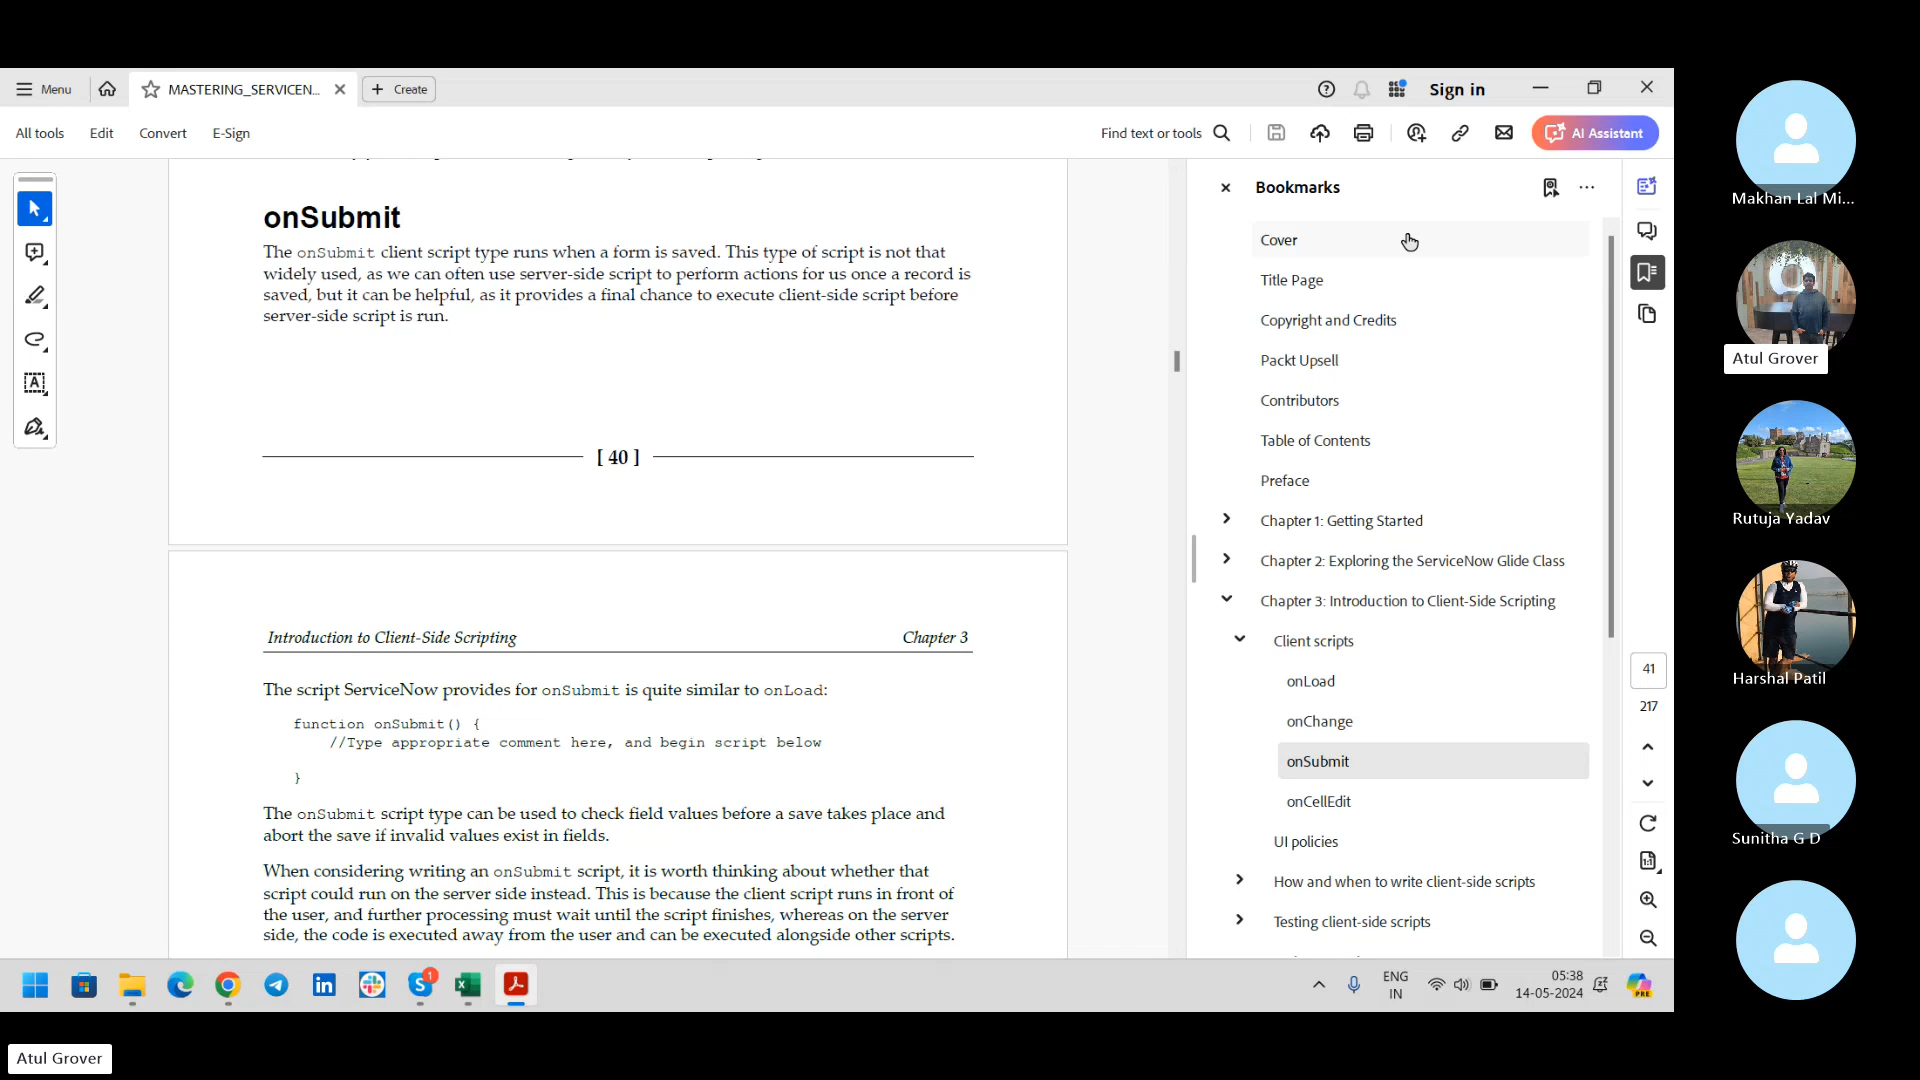 Menu
MASTERING_SERVICEN...
Create
Sign in
All tools
Edit
Convert
E-Sign
Find text or tools
AI Assistant
onSubmit
The onSubmit client script type runs when a form is saved. This type of script is not that
widely used, as we can often use server-side script to perform actions for us once a record is
saved, but it can be helpful, as it provides a final chance to execute client-side script before
server-side script is run.
[ 40 ]
Introduction to Client-Side Scripting
Chapter 3
The script ServiceNow provides for onSubmit is quite similar to onLoad:
function onSubmit() {
//Type appropriate comment here, and begin script below
}
The onSubmit script type can be used to check field values before a save takes place and
abort the save if invalid values exist in fields.
When considering writing an onSubmit script, it is worth thinking about whether that
script could run on the server side instead. This is because the client script runs in front of
the user, and further processing must wait until the script finishes, whereas on the server
side, the code is executed away from the user and can be executed alongside other scripts.
Bookmarks
Cover
Title Page
Copyright and Credits
Packt Upsell
Contributors
Table of Contents
Preface
Chapter 1: Getting Started
Chapter 2: Exploring the ServiceNow Glide Class
Chapter 3: Introduction to Client-Side Scripting
Client scripts
onLoad
onChange
onSubmit
onCellEdit
UI policies
How and when to write client-side scripts
Testing client-side scripts
41
217
1:1
1
ENG
IN
05:38
14-05-2024
PRE
Makhan Lal Mi...
Atul Grover
Rutuja Yadav
Harshal Patil
Sunitha G D
Atul Grover